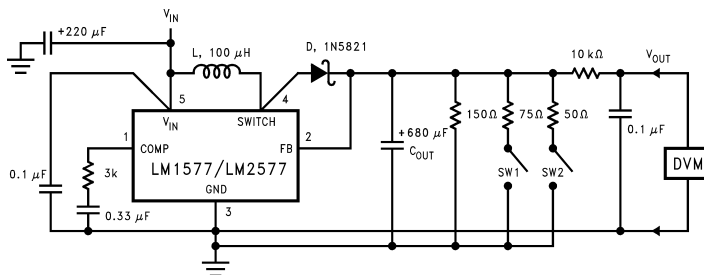 V_IN
+220 μF
L, 100 μH
D, 1N5821
10 kΩ
V_OUT
5
4
V_IN
SWITCH
150Ω
75Ω
50Ω
1
COMP
FB
2
+680 μF
C_OUT
0.1 μF
LM1577/LM2577
DVM
0.1 μF
3k
GND
SW1
SW2
3
0.33 μF